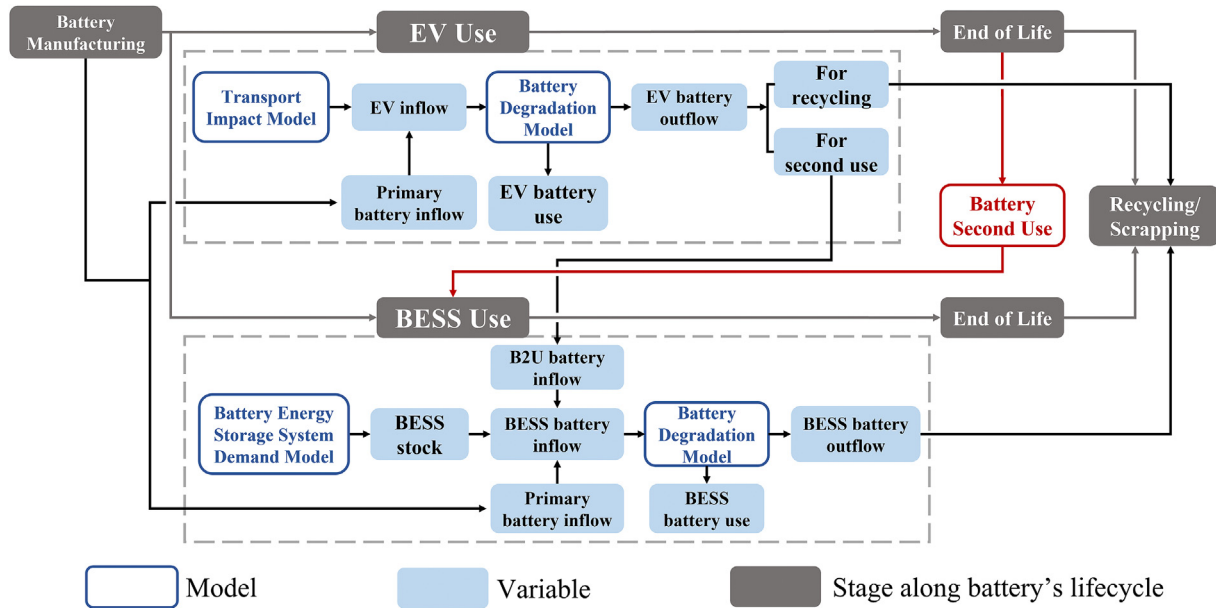 Battery
Manufacturing
EV Use
End of Life
Transport
Impact Model
EV inflow
Battery
Degradation
Model
EV battery
outflow
For
recycling
For
second use
Primary
battery inflow
EV battery
use
Battery
Second Use
Recycling/
Scrapping
BESS Use
End of Life
B2U battery
inflow
Battery Energy
Storage System
Demand Model
BESS
stock
BESS battery
inflow
Battery
Degradation
Model
BESS battery
outflow
Primary
battery inflow
BESS
battery use
Model
Variable
Stage along battery's lifecycle